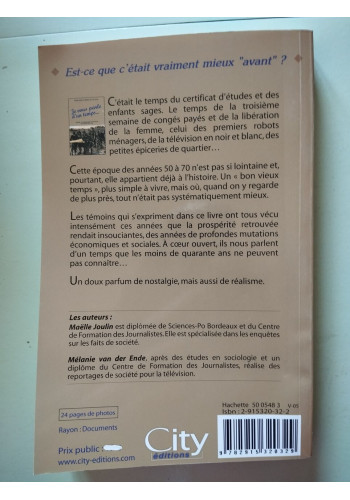 Est-ce que c'était vraiment mieux "avant" ?
C'était le temps du certificat d'études et des
enfants sages. Le temps de la troisième
semaine de congés payés et de la libération
de la femme, celui des premiers robots
ménagers, de la télévision en noir et blanc, des
petites épiceries de quartier…
Cette époque des années 50 à 70 n'est pas si lointaine et,
pourtant, elle appartient déjà à l'histoire. Un « bon vieux
temps », plus simple à vivre, mais où, quand on y regarde
de plus près, tout n'était pas systématiquement mieux.
Les témoins qui s'expriment dans ce livre ont tous vécu
intensément ces années que la prospérité retrouvée
rendait insouciantes, des années de profondes mutations
économiques et sociales. À cœur ouvert, ils nous parlent
d'un temps que les moins de quarante ans ne peuvent
pas connaître…
Un doux parfum de nostalgie, mais aussi de réalisme.
Les auteurs :
Maëlle Joulin est diplômée de Sciences-Po Bordeaux et du Centre
de Formation des Journalistes. Elle est spécialisée dans les enquêtes
sur les faits de société.
Mélanie van der Ende, après des études en sociologie et un
diplôme du Centre de Formation des Journalistes, réalise des
reportages de société pour la télévision.
24 pages de photos
Rayon : Documents
Prix public :
www.city-editions.com
City
éditions
Hachette 50 0548 3 V 60
ISBN : 2-915320-32-2
9 782915 320329